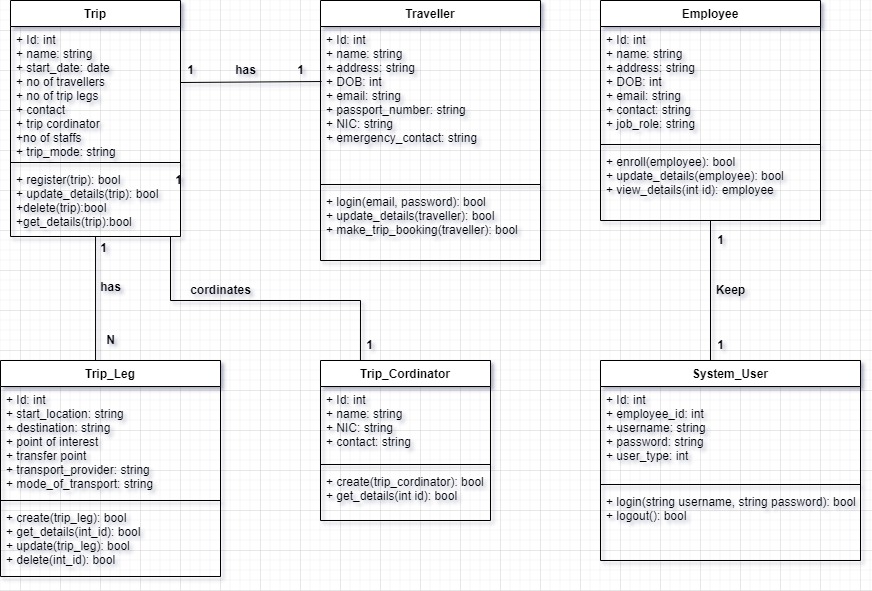 Trip
+ Id: int
+ name: string
+ start_date: date
+ no of travellers
+ no of trip legs
+ contact
+ trip cordinator
+no of staffs
+ trip_mode: string
+ register(trip): bool
+ update_details(trip): bool
+delete(trip):bool
+get_details(trip):bool
1
has
1
Traveller
+ Id: int
+ name: string
+ address: string
+ DOB: int
+ email: string
+ passport_number: string
+ NIC: string
+ emergency_contact: string
+ login(email, password): bool
+ update_details(traveller): bool
+ make_trip_booking(traveller): bool
Employee
+ Id: int
+ name: string
+ address: string
+ DOB: int
+ email: string
+ contact: string
+ job_role: string
+ enroll(employee): bool
+ update_details(employee): bool
+ view_details(int id): employee
1
has
N
1
cordinates
1
1
Keep
1
Trip_Leg
+ Id: int
+ start_location: string
+ destination: string
+ point of interest
+ transfer point
+ transport_provider: string
+ mode_of_transport: string
+ create(trip_leg): bool
+ get_details(int_id): bool
+ update(trip_leg): bool
+ delete(int_id): bool
Trip_Cordinator
+ Id: int
+ name: string
+ NIC: string
+ contact: string
+ create(trip_cordinator): bool
+ get_details(int id): bool
System_User
+ Id: int
+ employee_id: int
+ username: string
+ password: string
+ user_type: int
+ login(string username, string password): bool
+ logout(): bool